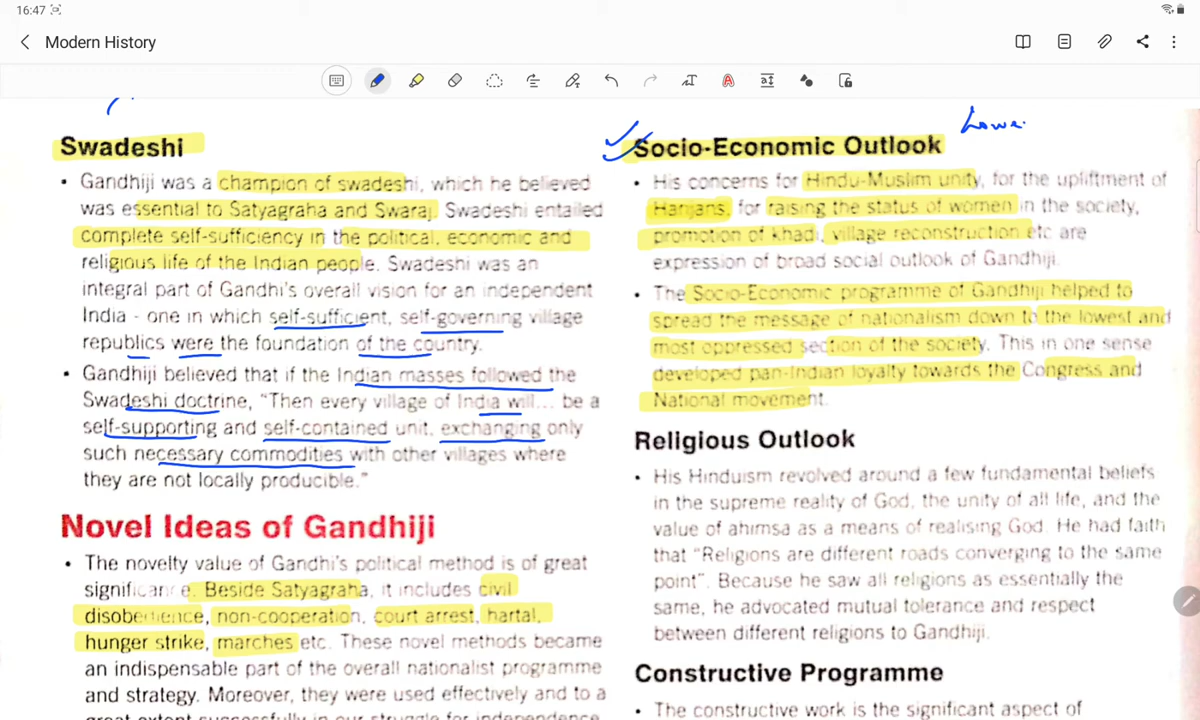 16:47
Modern History
Swadeshi
• Gandhiji was a champion of swadeshi, which he believed
was essential to Satyagraha and Swaraj. Swadeshi entailed
complete self-sufficiency in the political, economic and
religious life of the Indian people. Swadeshi was an
integral part of Gandhi's overall vision for an independent
India - one in which self-sufficient, self-governing village
republics were the foundation of the country.
• Gandhiji believed that if the Indian masses followed the
Swadeshi doctrine, "Then every village of India will... be a
self-supporting and self-contained unit, exchanging only
such necessary commodities with other villages where
they are not locally producible."
Novel Ideas of Gandhiji
• The novelty value of Gandhi's political method is of great
significance. Beside Satyagraha, it includes civil
disobedience, non-cooperation, court arrest, hartal,
hunger strike, marches etc. These novel methods became
an indispensable part of the overall nationalist programme
and strategy. Moreover, they were used effectively and to a
great extent successfully in our struggle for independence
Lowe
Socio-Economic Outlook
• His concerns for Hindu-Muslim unity, for the upliftment of
Harijans, for raising the status of women in the society,
promotion of khadi, village reconstruction etc are
expression of broad social outlook of Gandhiji.
• The Socio-Economic programme of Gandhiji helped to
spread the message of nationalism down to the lowest and
most oppressed section of the society. This in one sense
developed pan-Indian loyalty towards the Congress and
National movement.
Religious Outlook
• His Hinduism revolved around a few fundamental beliefs
in the supreme reality of God, the unity of all life, and the
value of ahimsa as a means of realising God. He had faith
that "Religions are different roads converging to the same
point". Because he saw all religions as essentially the
same, he advocated mutual tolerance and respect
between different religions to Gandhiji.
Constructive Programme
• The constructive work is the significant aspect of